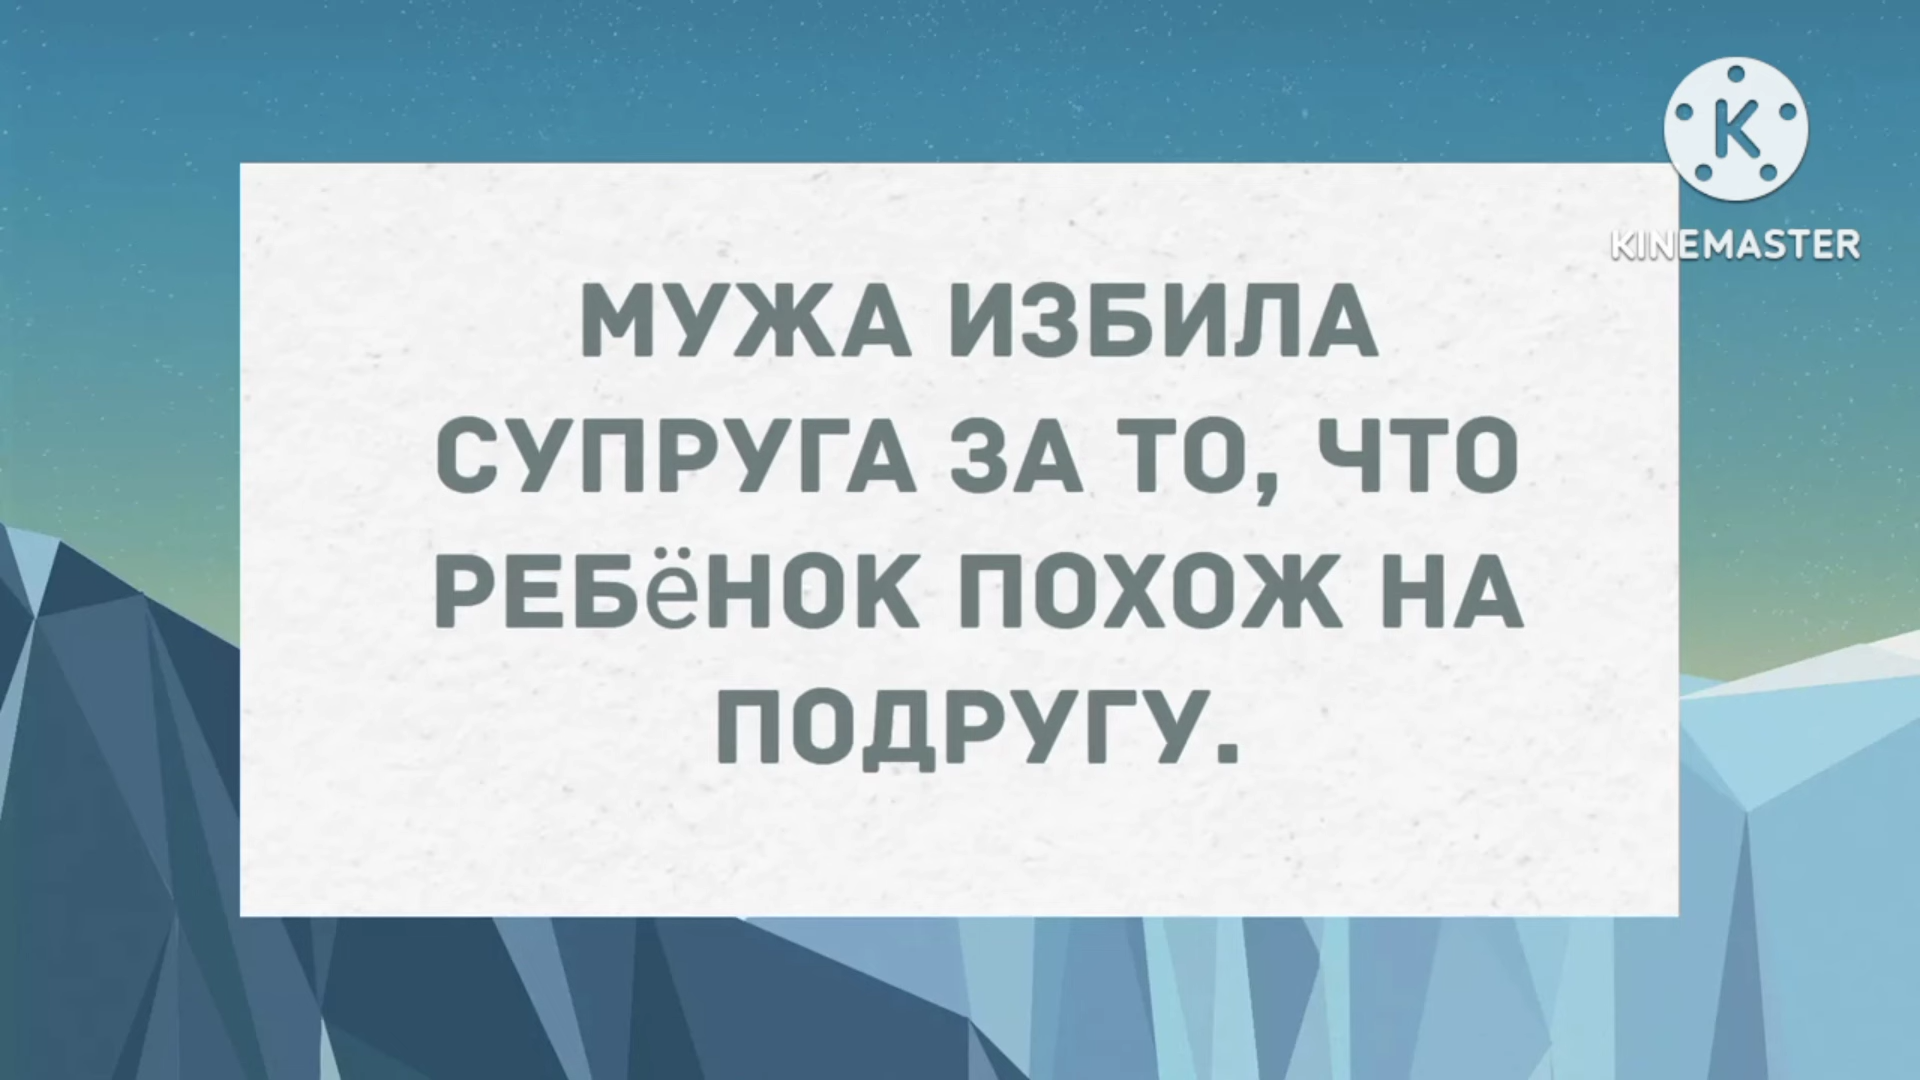 KINEMASTER
МУЖА ИЗБИЛА
СУПРУГА ЗА ТО, ЧТО
РЕБёНОК ПОХОЖ НА
ПОДРУГУ.